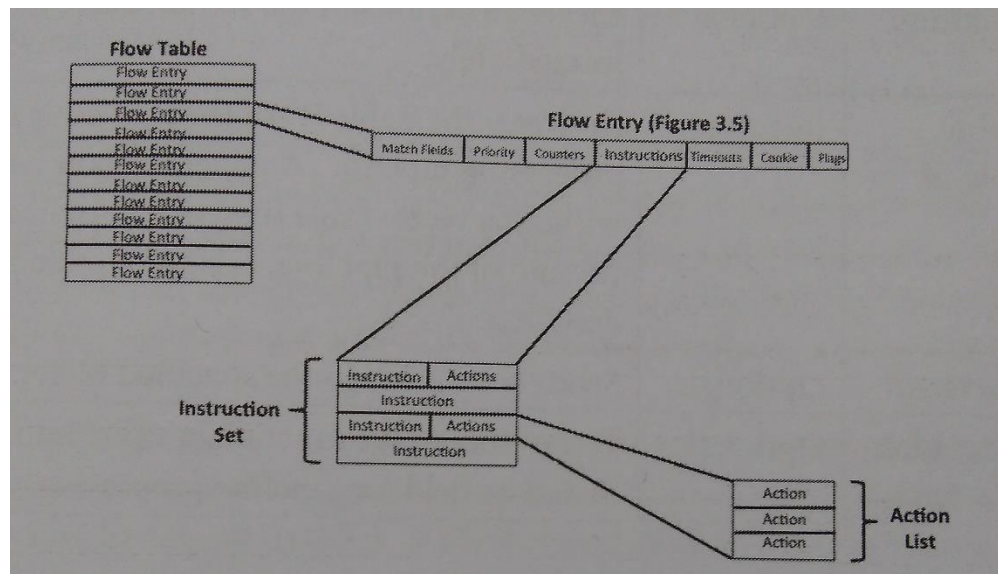 Flow Table
Flow Entry
Flow Entry
Flow Entry
Flow Entry
Flow Entry
Flow Entry
Flow Entry
Flow Entry
Flow Entry
Flow Entry
Flow Entry
Flow Entry
Flow Entry (Figure 3.5)
Match Fields Priority Counters Instructions Timeouts Cookie Flags
Instruction Set
Instruction Actions
Instruction
Instruction Actions
Instruction
Action
Action
Action
Action List